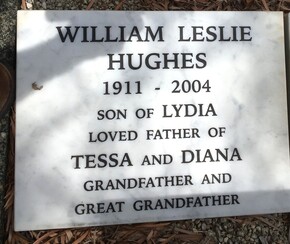 WILLIAM LESLIE
HUGHES
1911 - 2004
SON OF LYDIA
LOVED FATHER OF
TESSA AND DIANA
GRANDFATHER AND
GREAT GRANDFATHER